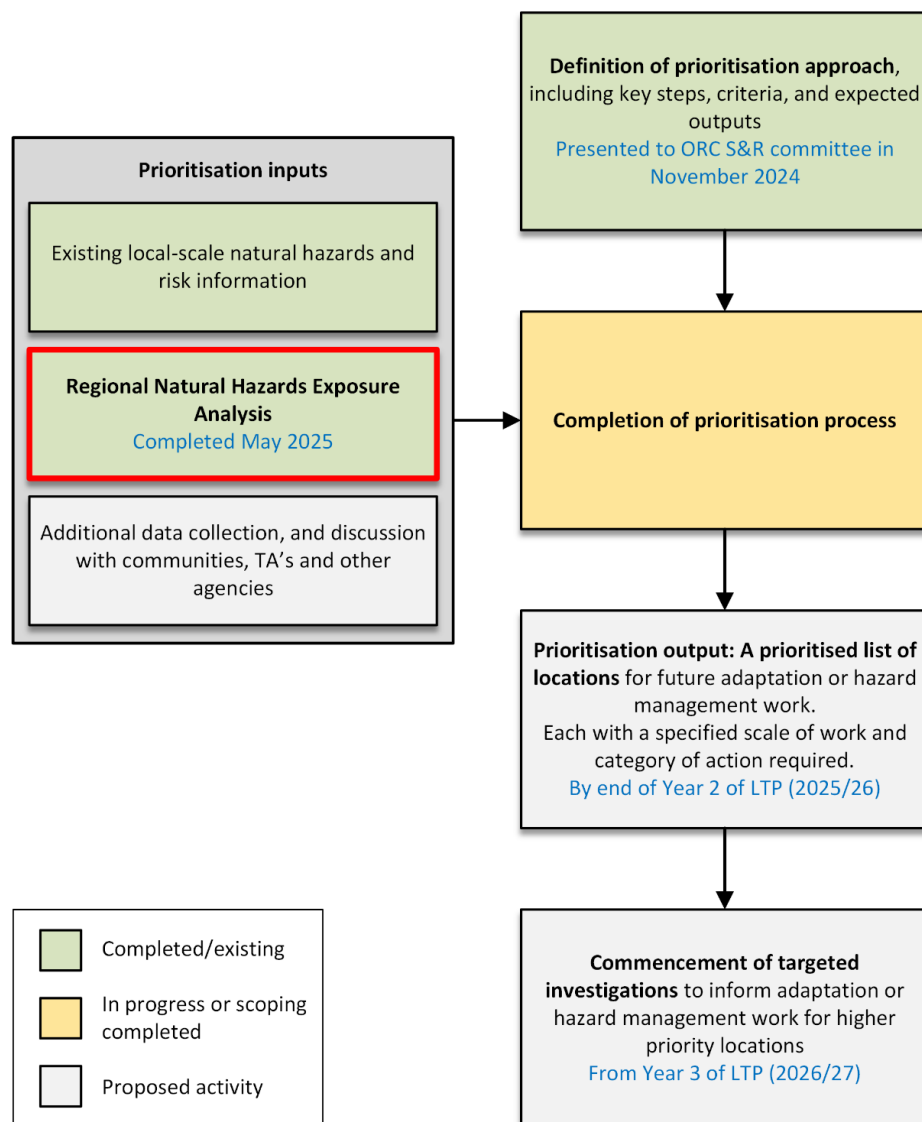 Definition of prioritisation approach,
including key steps, criteria, and expected
outputs
Presented to ORC S&R committee in
November 2024
Prioritisation inputs
Existing local-scale natural hazards and
risk information
Regional Natural Hazards Exposure
Analysis
Completed May 2025
Additional data collection, and discussion
with communities, TA's and other
agencies
Completion of prioritisation process
Prioritisation output: A prioritised list of
locations for future adaptation or hazard
management work.
Each with a specified scale of work and
category of action required.
By end of Year 2 of LTP (2025/26)
Commencement of targeted
investigations to inform adaptation or
hazard management work for higher
priority locations
From Year 3 of LTP (2026/27)
Completed/existing
In progress or scoping
completed
Proposed activity